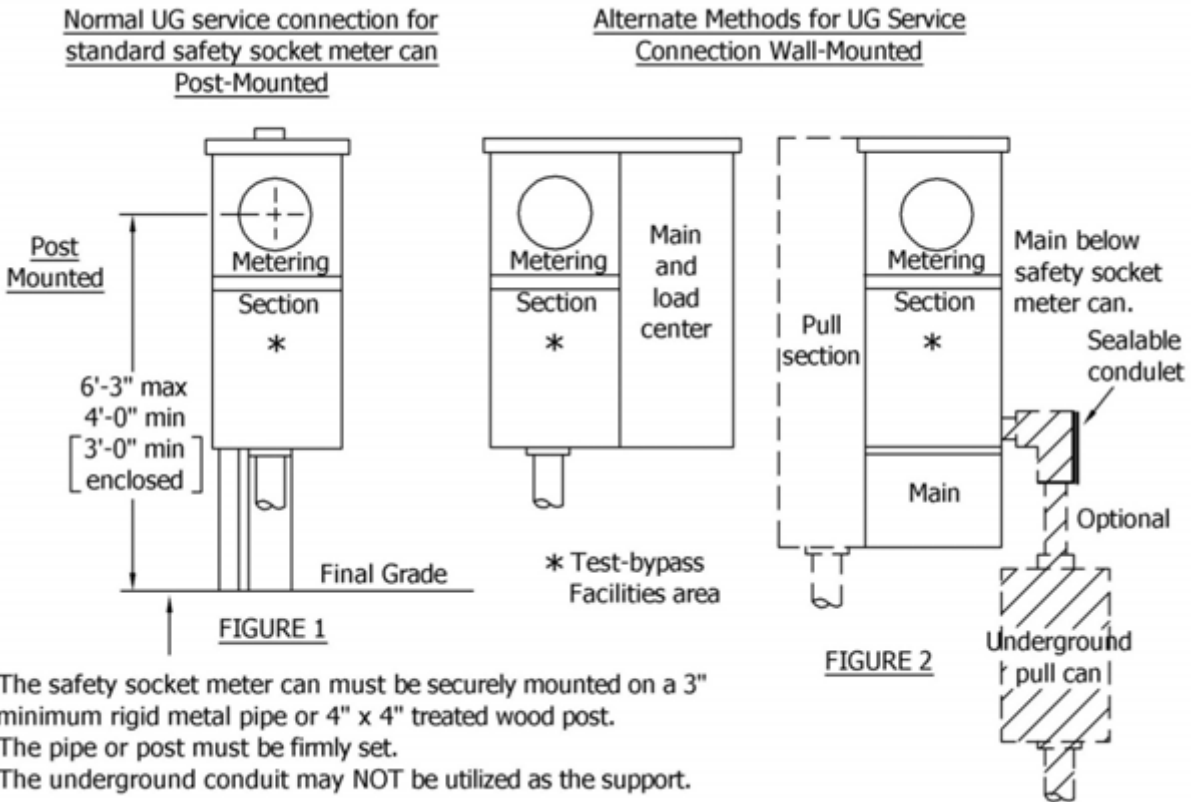 Normal UG service connection for
standard safety socket meter can
Post-Mounted
Alternate Methods for UG Service
Connection Wall-Mounted
Post
Mounted
6'-3" max
4'-0" min
3'-0" min
enclosed
Metering
Section
*
Final Grade
FIGURE 1
Metering
Section
*
Main
and
load
center
* Test-bypass
Facilities area
Pull
section
Metering
Section
*
Main
Main below
safety socket
meter can.
Sealable
condulet
Optional
Underground
pull can
FIGURE 2
The safety socket meter can must be securely mounted on a 3"
minimum rigid metal pipe or 4" x 4" treated wood post.
The pipe or post must be firmly set.
The underground conduit may NOT be utilized as the support.